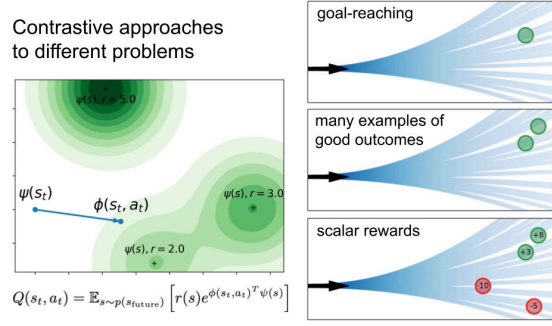 Contrastive approaches
to different problems
ψ(s), r = 5.0
ψ(s), r = 3.0
ψ(s_t)
ϕ(s_t, a_t)
ψ(s), r = 2.0
Q(s_t, a_t) = 𝔼_{s∼p(s_future)} [r(s)e^{ϕ(s_t,a_t)^T ψ(s)}]
goal-reaching
many examples of
good outcomes
scalar rewards
+8
+3
-10
-5